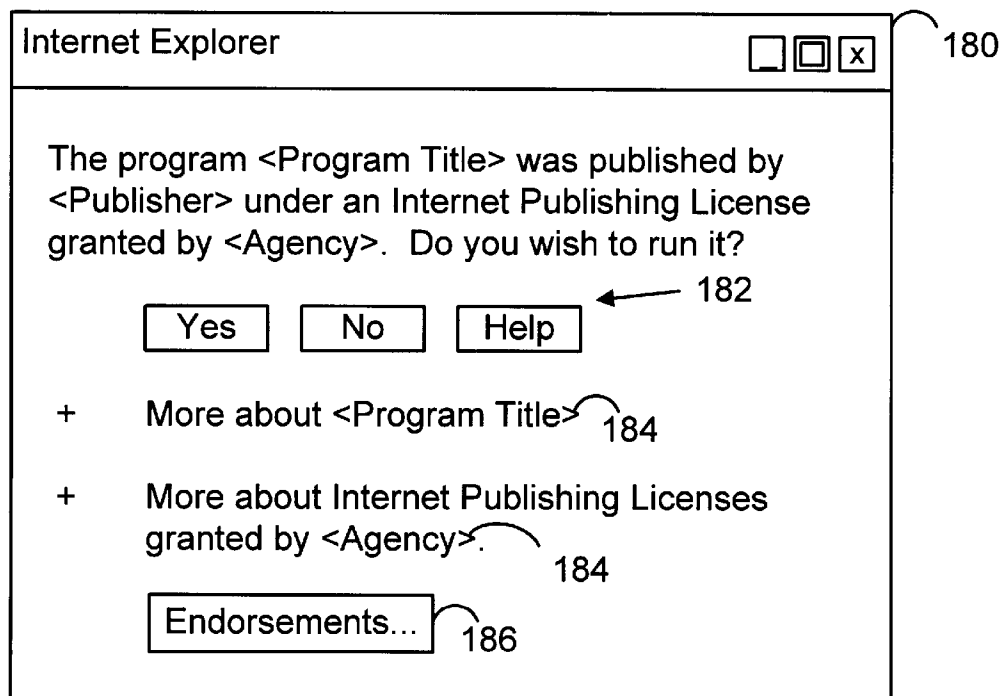 Internet Explorer
_ x
180
The program <Program Title> was published by
<Publisher> under an Internet Publishing License
granted by <Agency>. Do you wish to run it?
182
Yes No Help
+ More about <Program Title>
184
+ More about Internet Publishing Licenses
granted by <Agency>.
184
Endorsements...
186